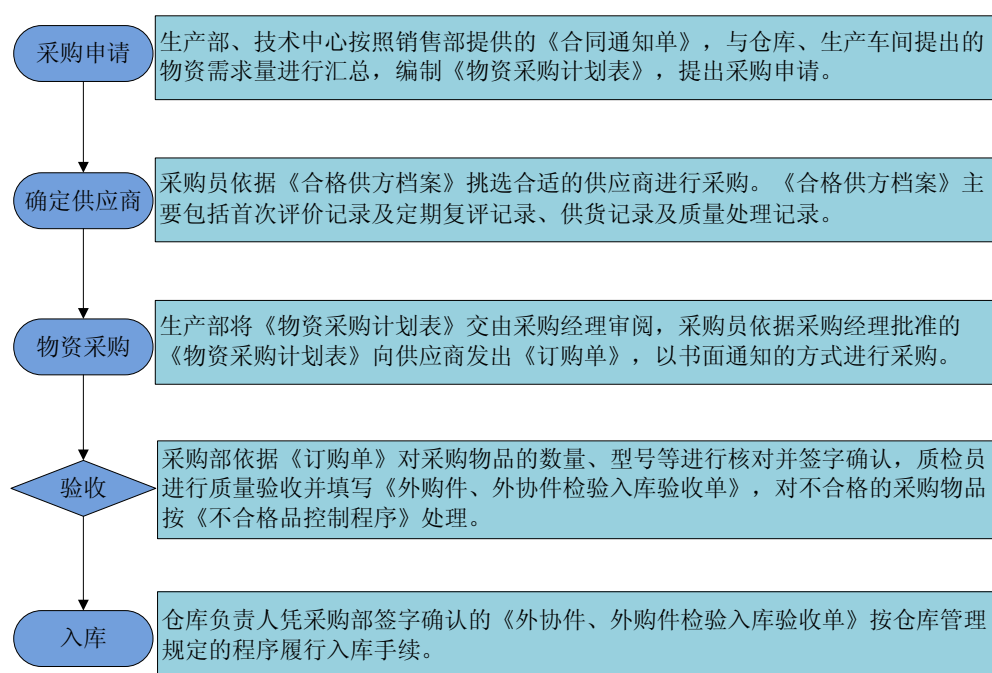 采购申请
生产部、技术中心按照销售部提供的《合同通知单》，与仓库、生产车间提出的
物资需求量进行汇总，编制《物资采购计划表》，提出采购申请。
确定供应商
采购员依据《合格供方档案》挑选合适的供应商进行采购。《合格供方档案》主
要包括首次评价记录及定期复评记录、供货记录及质量处理记录。
物资采购
生产部将《物资采购计划表》交由采购经理审阅，采购员依据采购经理批准的
《物资采购计划表》向供应商发出《订购单》，以书面通知的方式进行采购。
验收
采购部依据《订购单》对采购物品的数量、型号等进行核对并签字确认，质检员
进行质量验收并填写《外购件、外协件检验入库验收单》，对不合格的采购物品
按《不合格品控制程序》处理。
入库
仓库负责人凭采购部签字确认的《外协件、外购件检验入库验收单》按仓库管理
规定的程序履行入库手续。